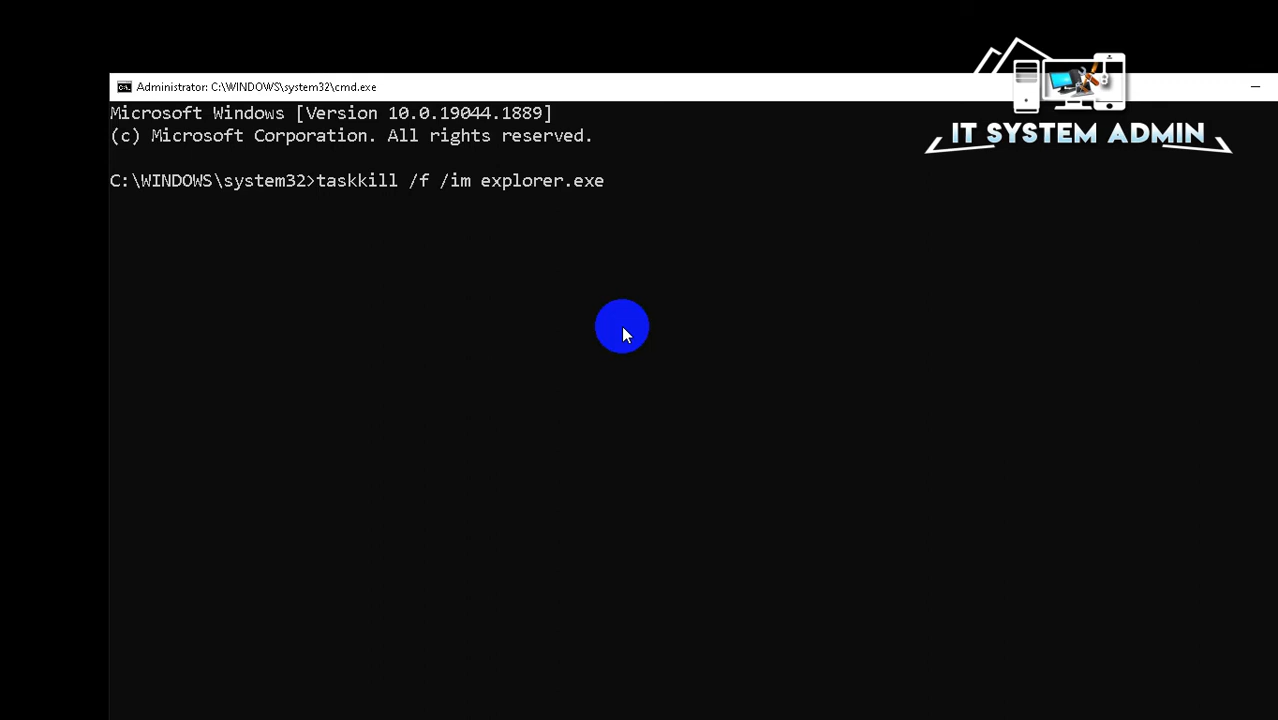 Administrator: C:\WINDOWS\system32\cmd.exe
Microsoft Windows [Version 10.0.19044.1889]
(c) Microsoft Corporation. All rights reserved.
C:\WINDOWS\system32>taskkill /f /im explorer.exe
IT SYSTEM ADMIN